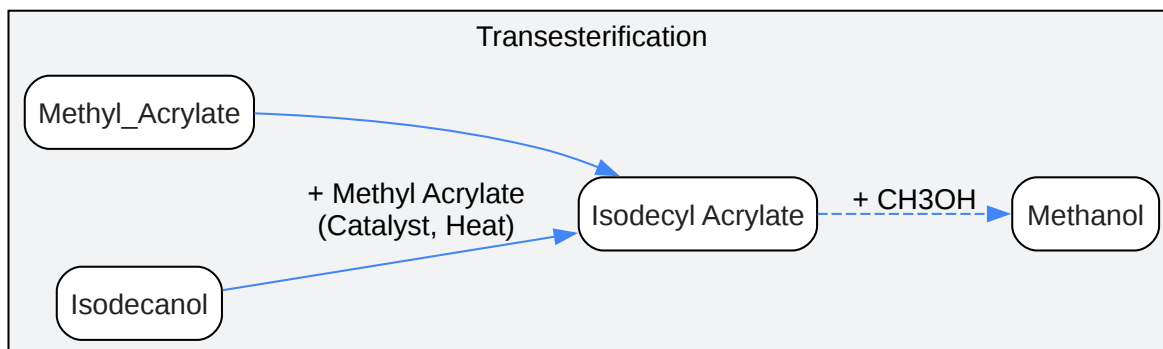 Transesterification
Methyl_Acrylate
+ Methyl Acrylate
(Catalyst, Heat)
Isodecanol
Isodecyl Acrylate
+ CH3OH
Methanol